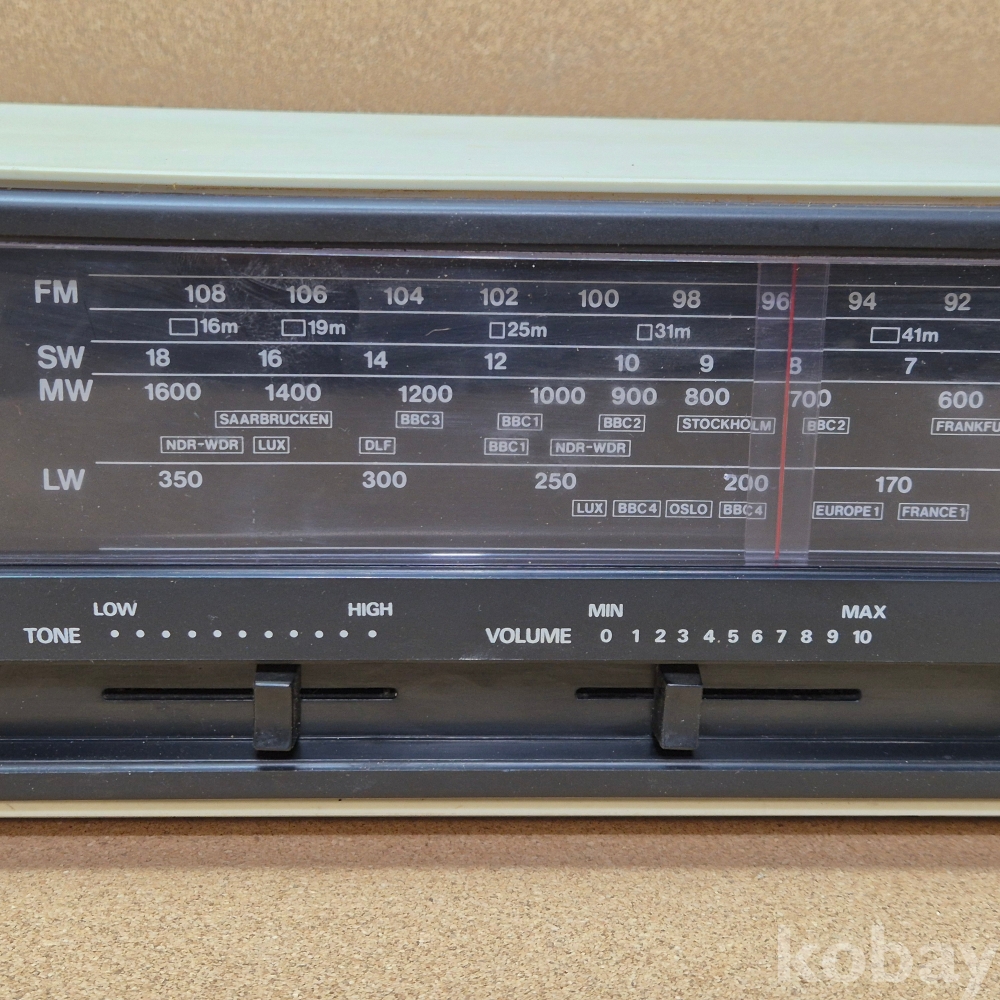 FM 108 106 104 102 100 98 96 94 92
16m 19m 25m 31m 41m
SW 18 16 14 12 10 9 8 7
MW 1600 1400 1200 1000 900 800 700 600
SAARBRUCKEN BBC3 BBC1 BBC2 STOCKHOLM BBC2 FRANKFU
NDR-WDR LUX DLF BBC1 NDR-WDR
LW 350 300 250 200 170
LUX BBC4 OSLO BBC4 EUROPE1 FRANCE1
LOW HIGH MIN MAX
TONE VOLUME 0 1 2 3 4 5 6 7 8 9 10
kobay